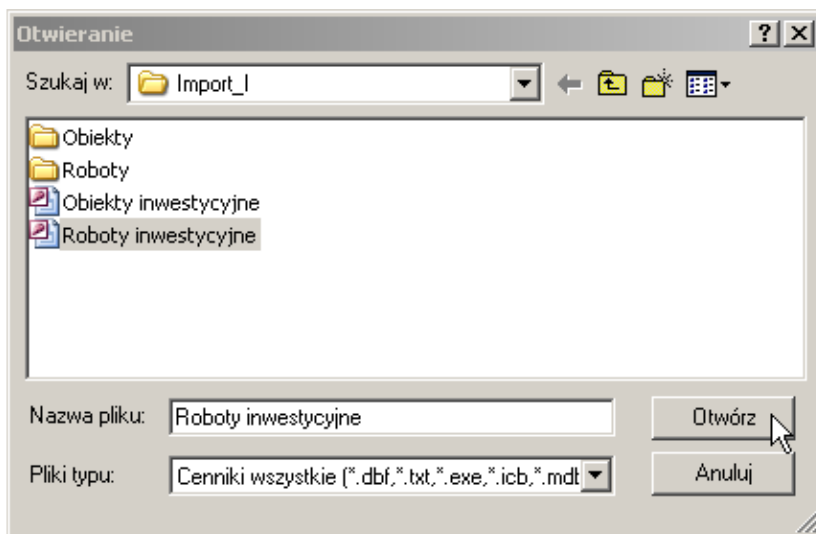 Otwieranie
Szukaj w: Import_I
Obiekty
Roboty
Obiekty inwestycyjne
Roboty inwestycyjne
Nazwa pliku: Roboty inwestycyjne Otwórz
Pliki typu: Cenniki wszystkie (*.dbf,*.txt,*.exe,*.icb,*.mdt Anuluj